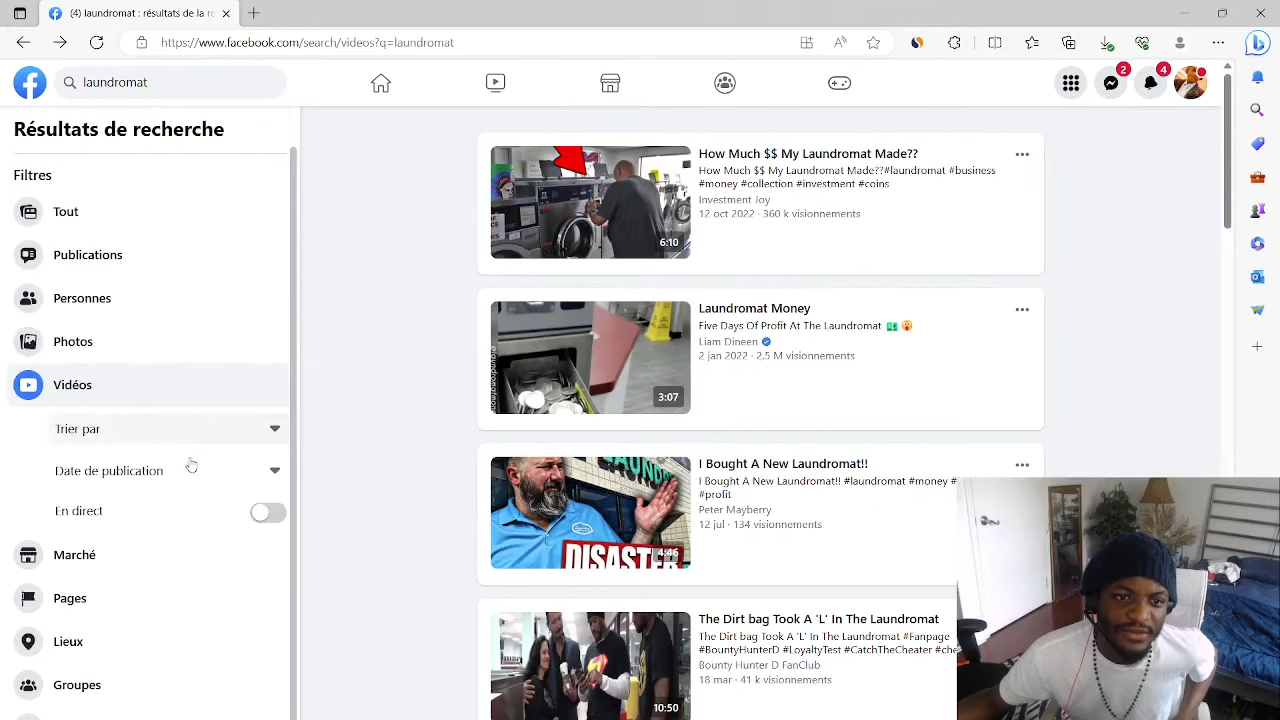 (4) laundromat : résultats de la re
https://www.facebook.com/search/videos?q=laundromat
laundromat
2
4
Résultats de recherche
Filtres
Tout
Publications
Personnes
Photos
Vidéos
Trier par
Date de publication
En direct
Marché
Pages
Lieux
Groupes
6:10
How Much $$ My Laundromat Made??
How Much $$ My Laundromat Made??#laundromat #business
#money #collection #investment #coins
Investment Joy
12 oct 2022 · 360 k visionnements
3:07
Laundromat Money
Five Days Of Profit At The Laundromat
Liam Dineen
2 jan 2022 · 2,5 M visionnements
DISASTER
4:46
I Bought A New Laundromat!!
I Bought A New Laundromat!! #laundromat #money #
#profit
Peter Mayberry
12 jul · 134 visionnements
10:50
The Dirt bag Took A 'L' In The Laundromat
The Dirt bag Took A 'L' In The Laundromat #Fanpage
#BountyHunterD #LoyaltyTest #CatchTheCheater #che
Bounty Hunter D FanClub
18 mar · 41 k visionnements